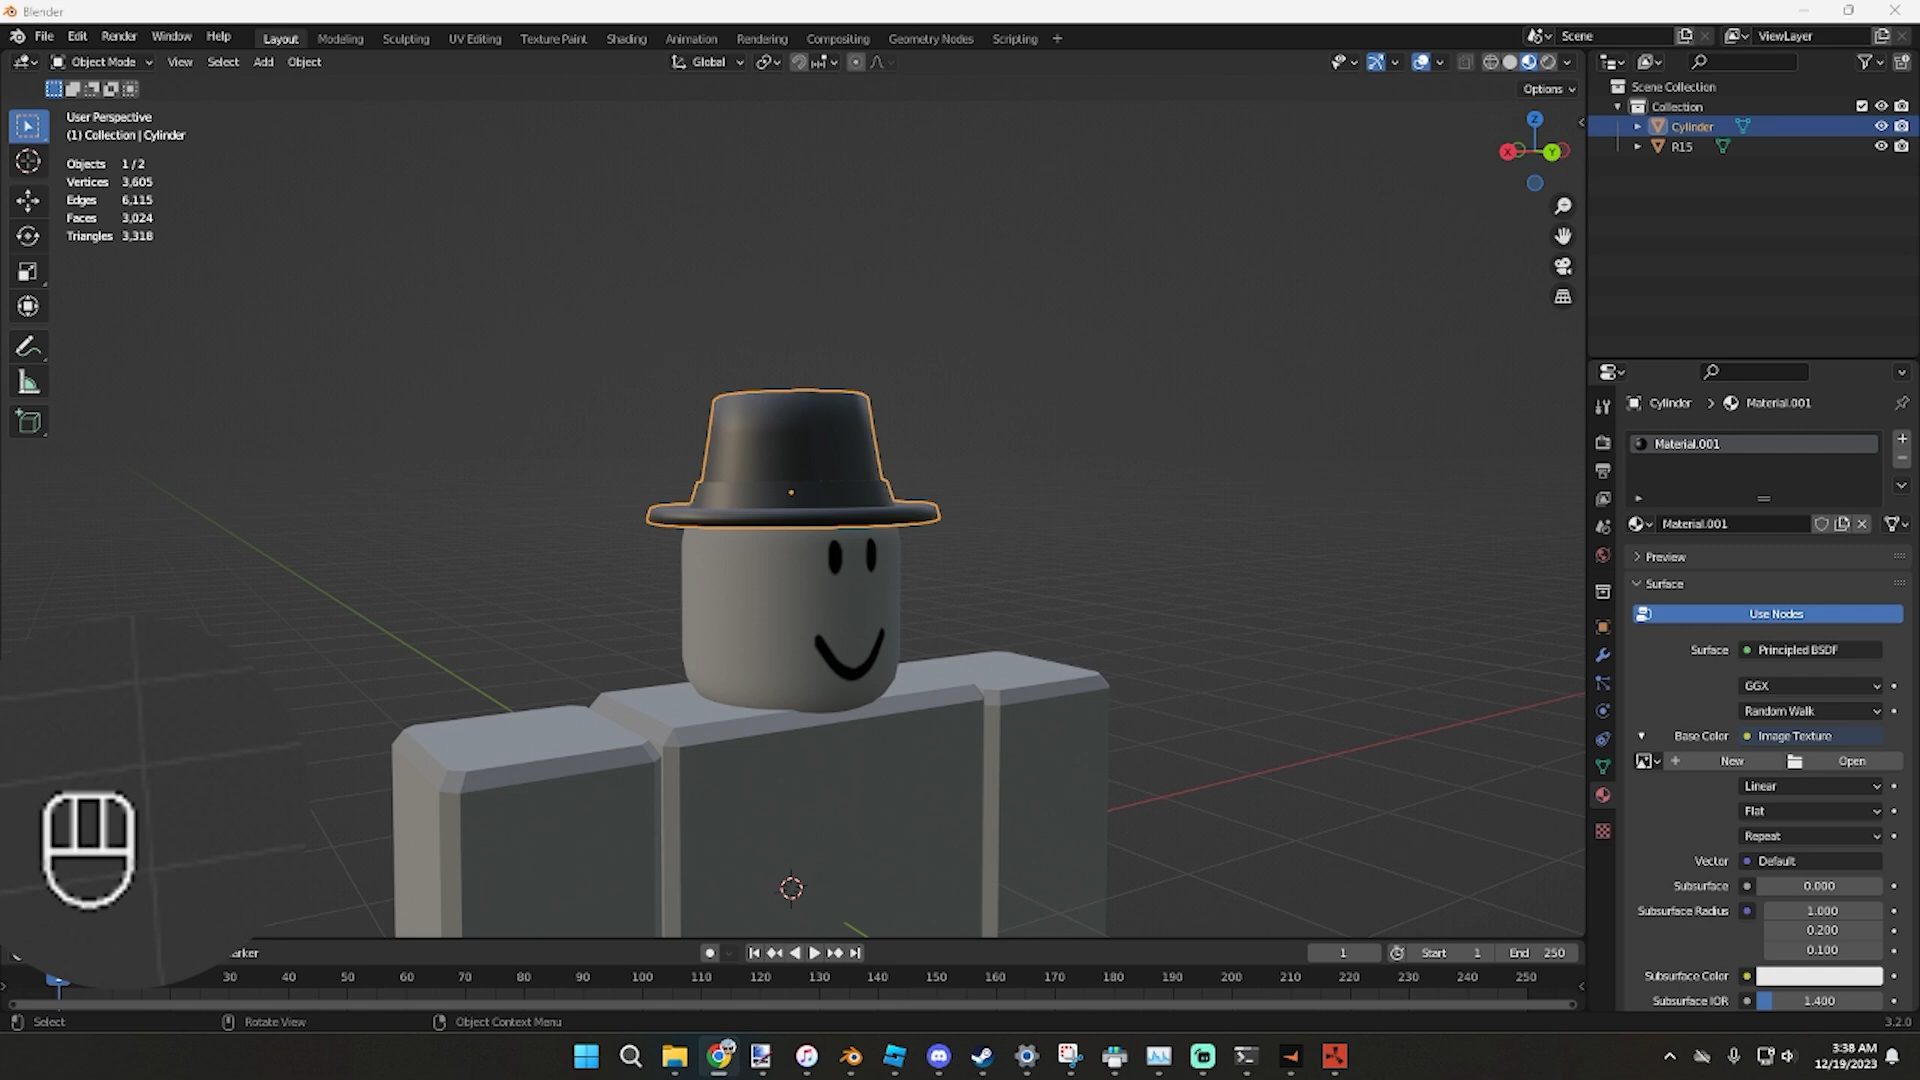 Blender
File Edit Render Window Help Layout Modeling Sculpting UV Editing Texture Paint Shading Animation Rendering Compositing Geometry Nodes Scripting + Scene ViewLayer
Object Mode View Select Add Object Global
Options
User Perspective
(1) Collection | Cylinder
Objects 1/2
Vertices 3,605
Edges 6,115
Faces 3,024
Triangles 3,318
Z
X
Y
Scene Collection
Collection
Cylinder
R15
Cylinder > Material.001
Material.001
Material.001
Preview
Surface
Use Nodes
Surface Principled BSDF
GGX
Random Walk
Base Color Image Texture
+ New Open
Linear
Flat
Repeat
Vector Default
Subsurface 0.000
Subsurface Radius 1.000
0.200
0.100
Subsurface Color
Subsurface IOR 1.400
arker 1 Start 1 End 250
30 40 50 60 70 80 90 100 110 120 130 140 150 160 170 180 190 200 210 220 230 240 250
Select Rotate View Object Context Menu 3.2.0
3:38 AM
12/19/2023